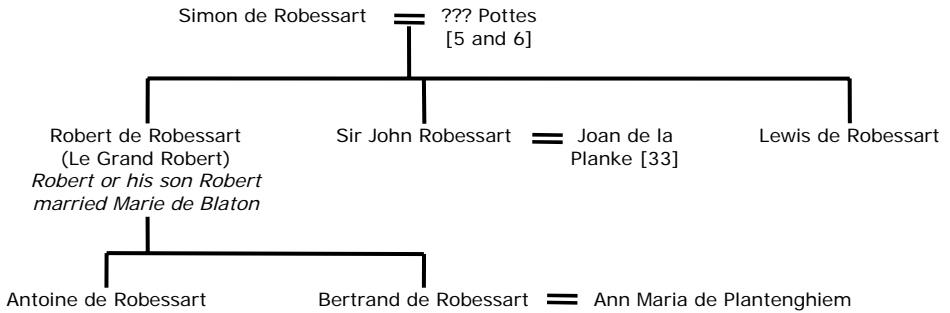 Simon de Robessart
??? Pottes
[5 and 6]
Robert de Robessart
(Le Grand Robert)
Robert or his son Robert
married Marie de Blaton
Sir John Robessart
Joan de la
Planke [33]
Lewis de Robessart
Antoine de Robessart
Bertrand de Robessart
Ann Maria de Plantenghiem